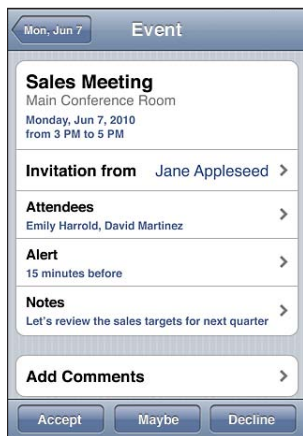 Mon, Jun 7 Event
Sales Meeting
Main Conference Room
Monday, Jun 7, 2010
from 3 PM to 5 PM
Invitation from Jane Appleseed
Attendees
Emily Harrold, David Martinez
Alert
15 minutes before
Notes
Let's review the sales targets for next quarter
Add Comments
Accept Maybe Decline